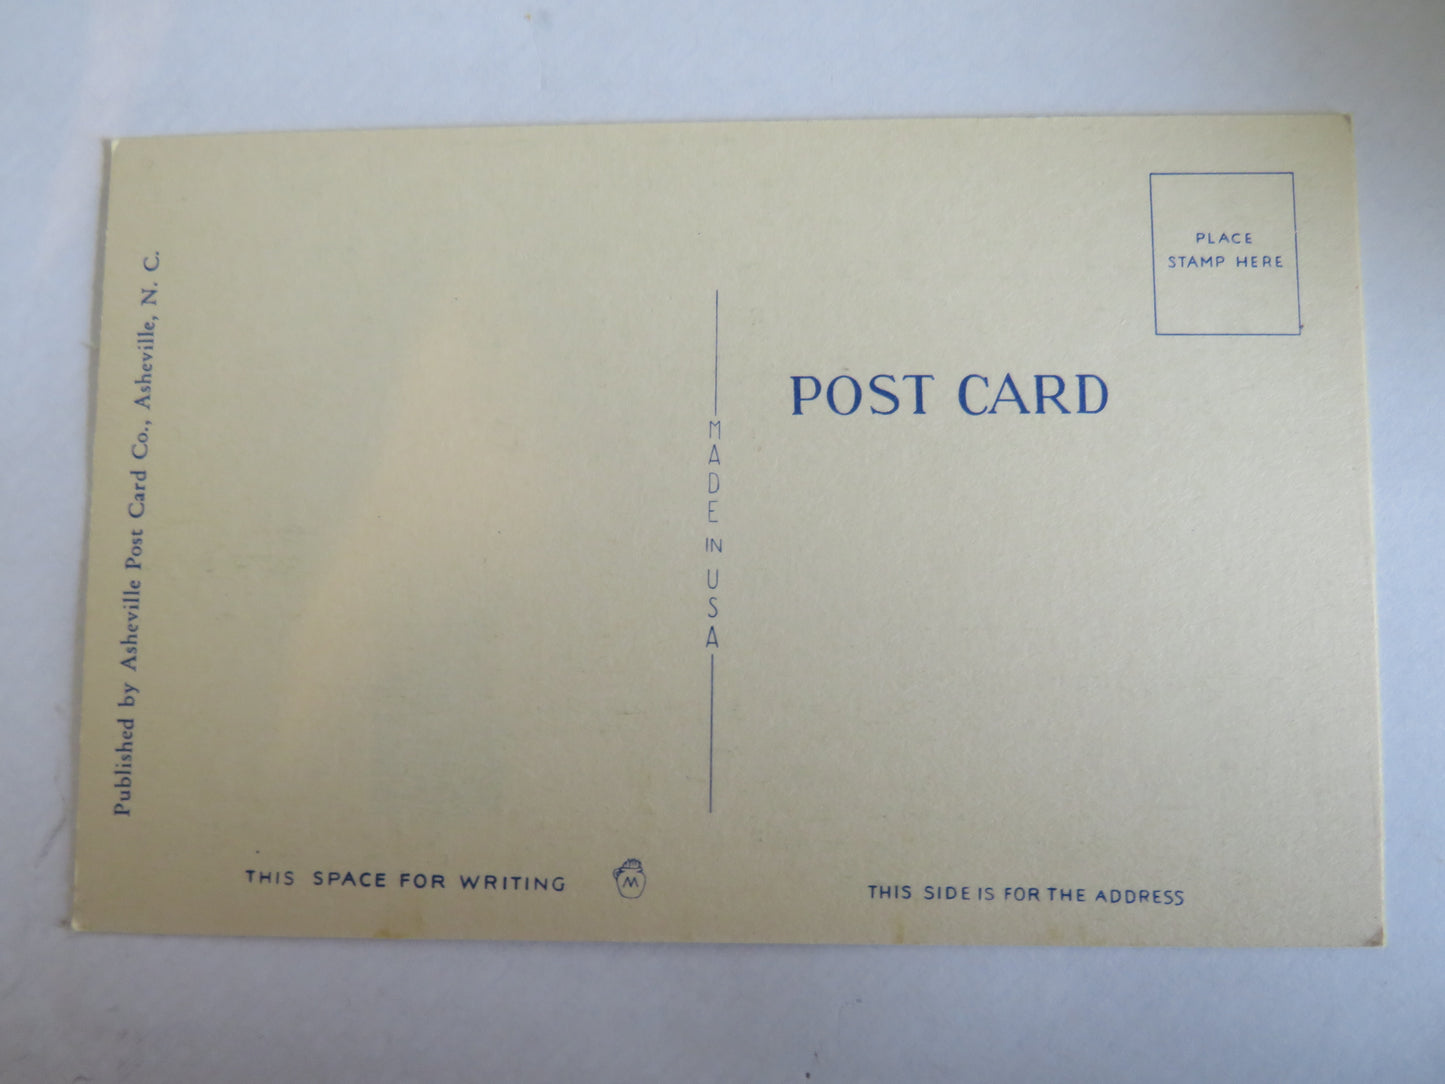 Published by Asheville Post Card Co., Asheville, N. C.
PLACE
STAMP HERE
POST CARD
MADE IN USA
THIS SPACE FOR WRITING
M
THIS SIDE IS FOR THE ADDRESS